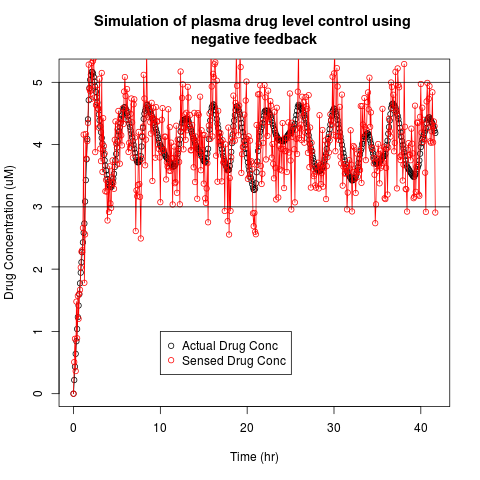 Simulation of plasma drug level control using
negative feedback
Drug Concentration (uM)
5
4
3
2
1
0
Actual Drug Conc
Sensed Drug Conc
0 10 20 30 40
Time (hr)